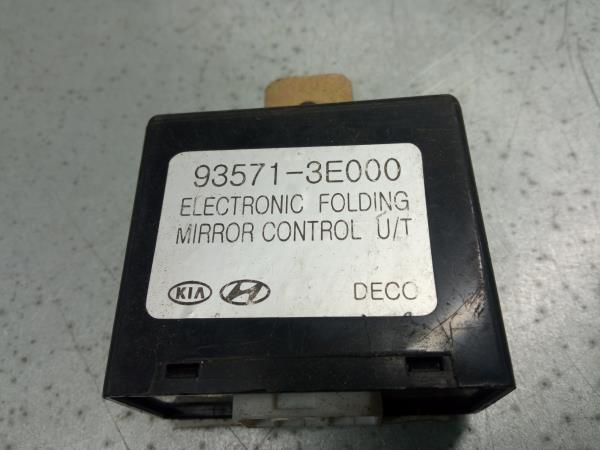 93571-3E000
ELECTRONIC FOLDING
MIRROR CONTROL U/T
KIA DECO